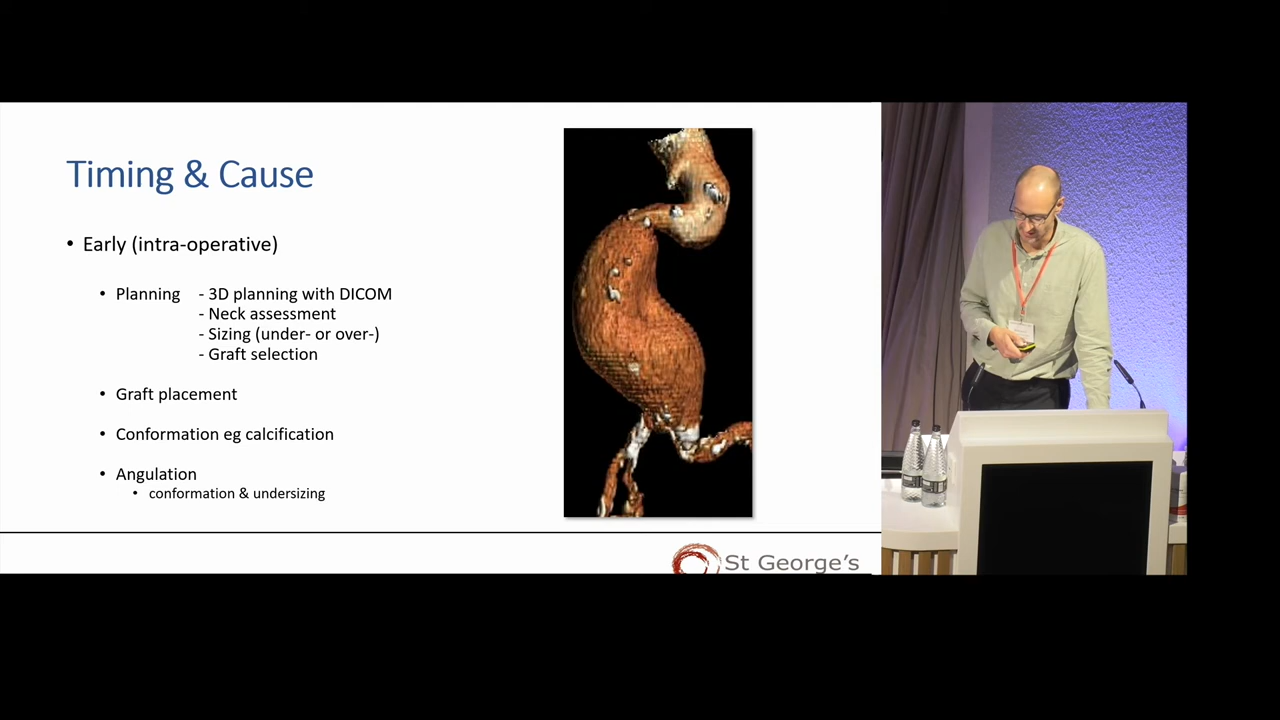 Timing & Cause
• Early (intra-operative)
• Planning - 3D planning with DICOM
- Neck assessment
- Sizing (under- or over-)
- Graft selection
• Graft placement
• Conformation eg calcification
• Angulation
• conformation & undersizing
St George's